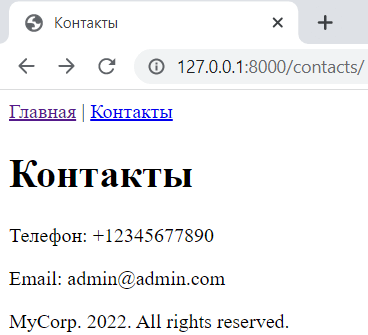 Контакты
127.0.0.1:8000/contacts/
Главная | Контакты
Контакты
Телефон: +12345677890
Email: admin@admin.com
MyCorp. 2022. All rights reserved.